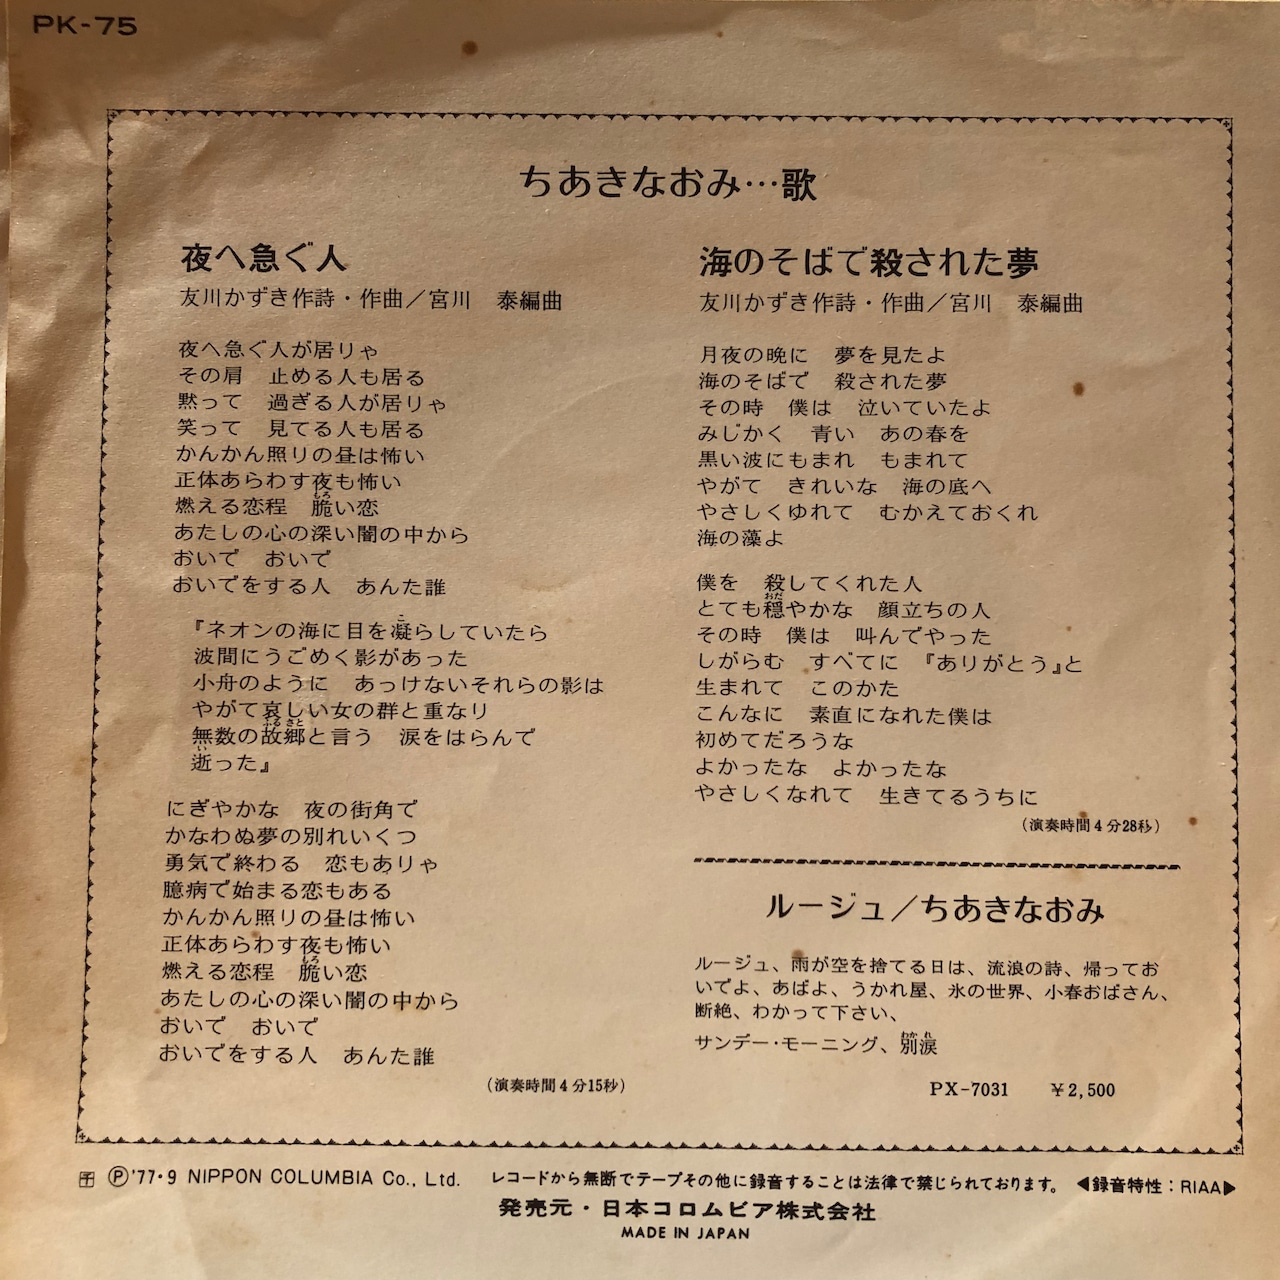 PK-75
ちあきなおみ…歌
夜へ急ぐ人
友川かずき作詩・作曲／宮川　泰編曲
夜へ急ぐ人が居りゃ
その肩　止める人も居る
黙って　過ぎる人が居りゃ
笑って　見てる人も居る
かんかん照りの昼は怖い
正体あらわす夜も怖い
燃える恋程　脆い恋
もろ
あたしの心の深い闇の中から
おいで　おいで
おいでをする人　あんた誰
『ネオンの海に目を凝らしていたら
こ
波間にうごめく影があった
小舟のように　あっけないそれらの影は
やがて哀しい女の群と重なり
無数の故郷と言う　涙をはらんで
ふるさと
逝った』
い
にぎやかな　夜の街角で
かなわぬ夢の別れいくつ
勇気で終わる　恋もありゃ
臆病で始まる恋もある
かんかん照りの昼は怖い
正体あらわす夜も怖い
燃える恋程　脆い恋
もろ
あたしの心の深い闇の中から
おいで　おいで
おいでをする人　あんた誰
（演奏時間4分15秒）
海のそばで殺された夢
友川かずき作詩・作曲／宮川　泰編曲
月夜の晩に　夢を見たよ
海のそばで　殺された夢
その時　僕は　泣いていたよ
みじかく　青い　あの春を
黒い波にもまれ　もまれて
やがて　きれいな　海の底へ
やさしくゆれて　むかえておくれ
海の藻よ
僕を　殺してくれた人
とても穏やかな　顔立ちの人
おだ
その時　僕は　叫んでやった
しがらむ　すべてに　『ありがとう』と
生まれて　このかた
こんなに　素直になれた僕は
初めてだろうな
よかったな　よかったな
やさしくなれて　生きてるうちに
（演奏時間4分28秒）
ルージュ／ちあきなおみ
ルージュ、雨が空を捨てる日は、流浪の詩、帰ってお
いでよ、あばよ、うかれ屋、氷の世界、小春おばさん、
断絶、わかって下さい、
サンデー・モーニング、別涙
わかれ
PX-7031　¥2,500
Ⓟ'77・9 NIPPON COLUMBIA Co., Ltd.　レコードから無断でテープその他に録音することは法律で禁じられております。　◀録音特性：RIAA▶
発売元・日本コロムビア株式会社
MADE IN JAPAN